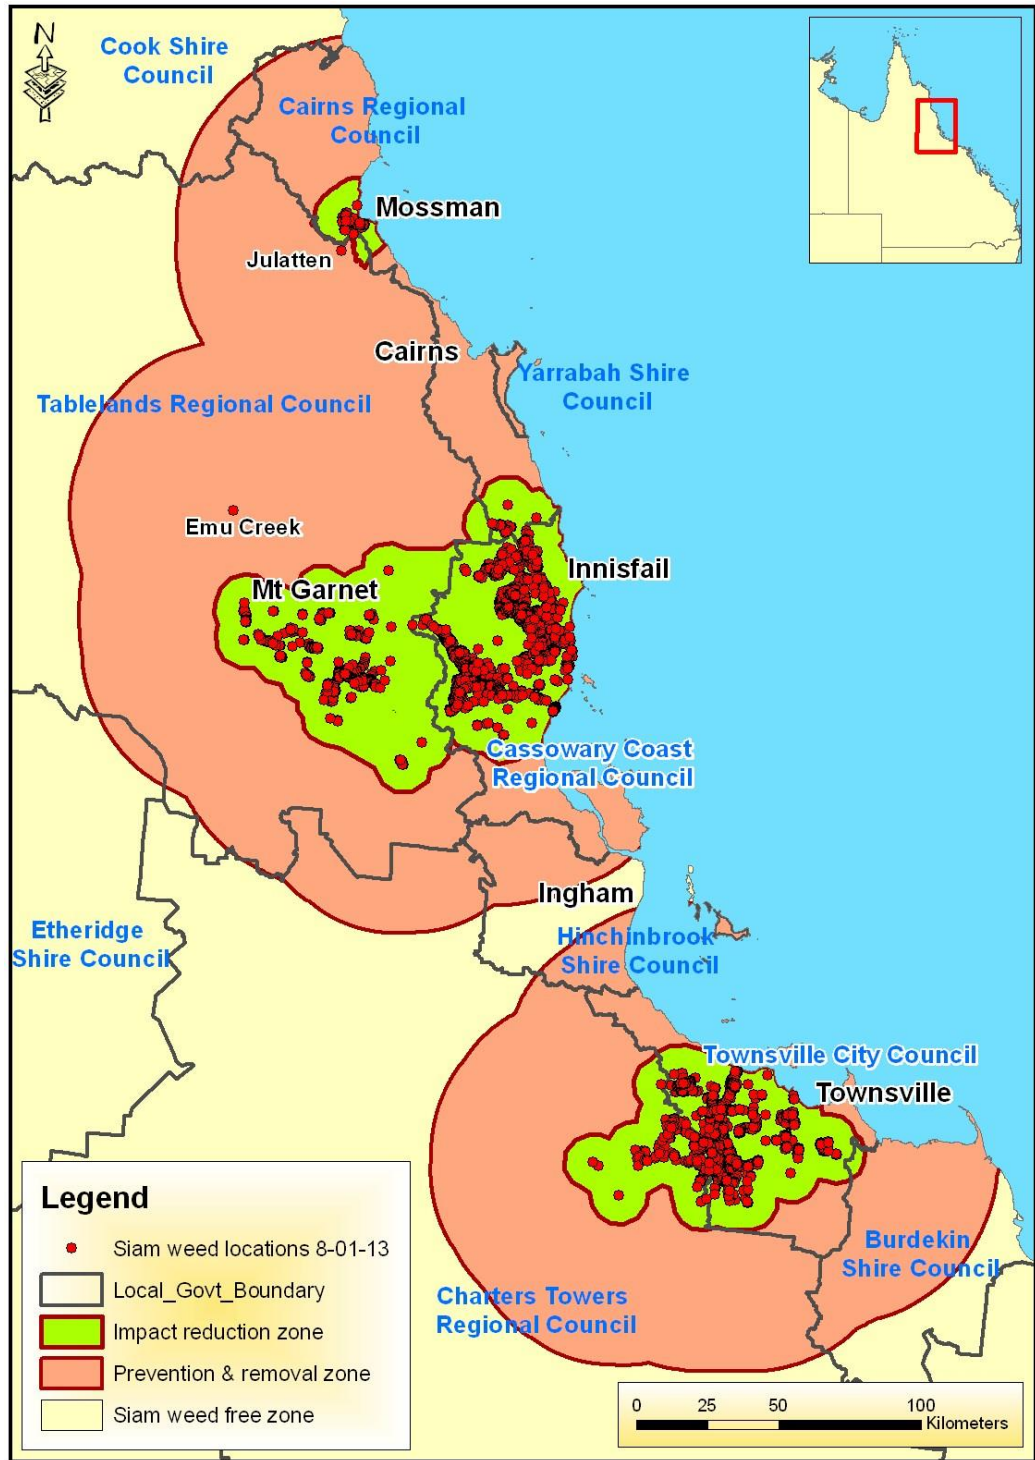 N
Cook Shire
Council
Cairns Regional
Council
Mossman
Julatten
Cairns
Yarrabah Shire
Council
Tablelands Regional Council
Emu Creek
Mt Garnet
Innisfail
Cassowary Coast
Regional Council
Ingham
Etheridge
Shire Council
Hinchinbrook
Shire Council
Townsville City Council
Townsville
Burdekin
Shire Council
Charters Towers
Regional Council
Legend
Siam weed locations 8-01-13
Local_Govt_Boundary
Impact reduction zone
Prevention & removal zone
Siam weed free zone
0 25 50 100
Kilometers